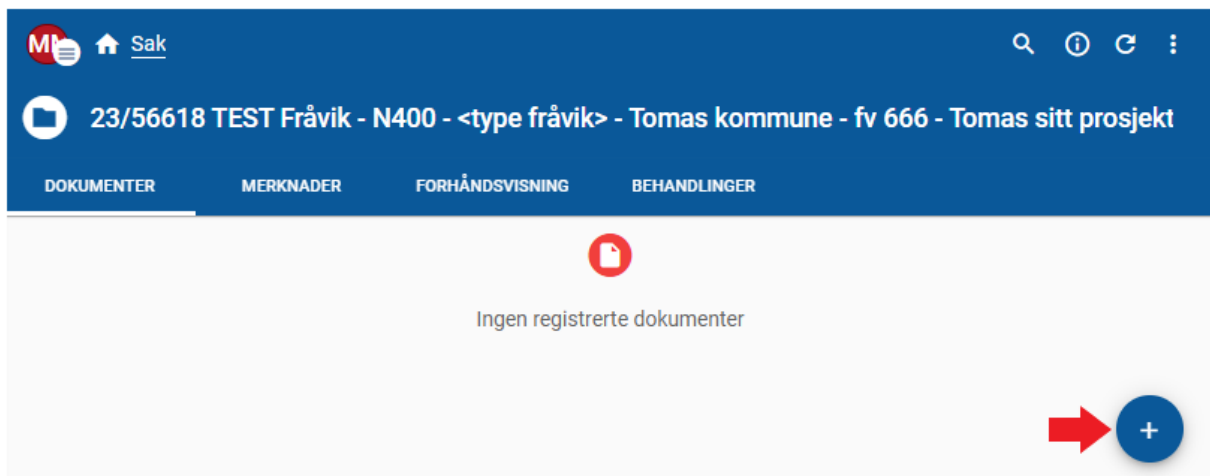 Sak
23/56618 TEST Fråvik - N400 - <type fråvik> - Tomas kommune - fv 666 - Tomas sitt prosjekt
DOKUMENTER MERKNADER FORHÅNDSVISNING BEHANDLINGER
Ingen registrerte dokumenter
+